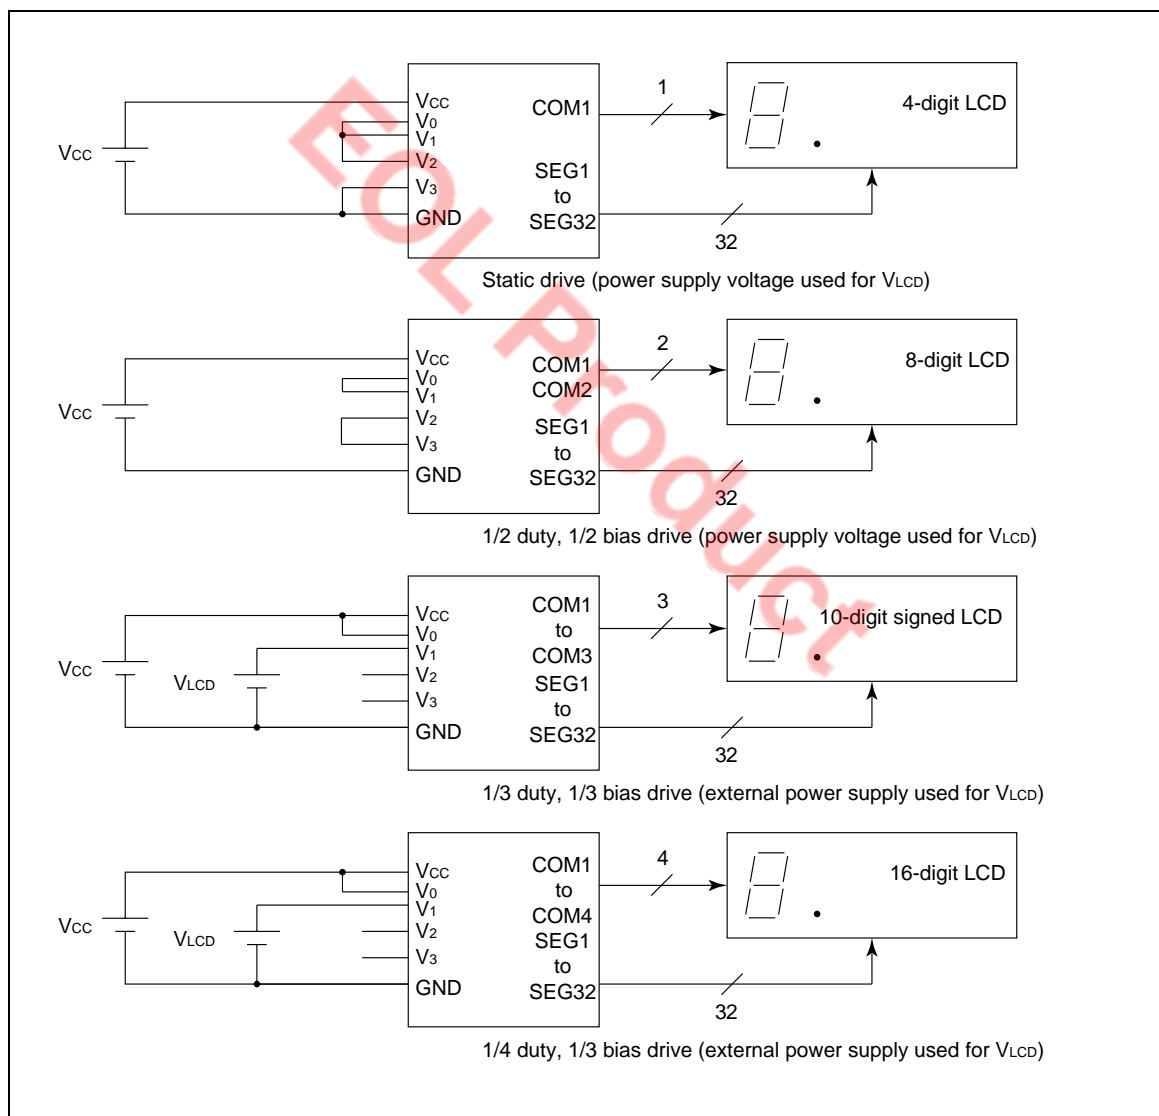 VCC
VCC
V0
V1
V2
V3
GND
COM1
SEG1
to
SEG32
1
32
4-digit LCD
Static drive (power supply voltage used for VLCD)
VCC
VCC
V0
V1
V2
V3
GND
COM1
COM2
SEG1
to
SEG32
2
32
8-digit LCD
1/2 duty, 1/2 bias drive (power supply voltage used for VLCD)
VCC
VLCD
VCC
V0
V1
V2
V3
GND
COM1
to
COM3
SEG1
to
SEG32
3
32
10-digit signed LCD
1/3 duty, 1/3 bias drive (external power supply used for VLCD)
VCC
VLCD
VCC
V0
V1
V2
V3
GND
COM1
to
COM4
SEG1
to
SEG32
4
32
16-digit LCD
1/4 duty, 1/3 bias drive (external power supply used for VLCD)
EOL Product